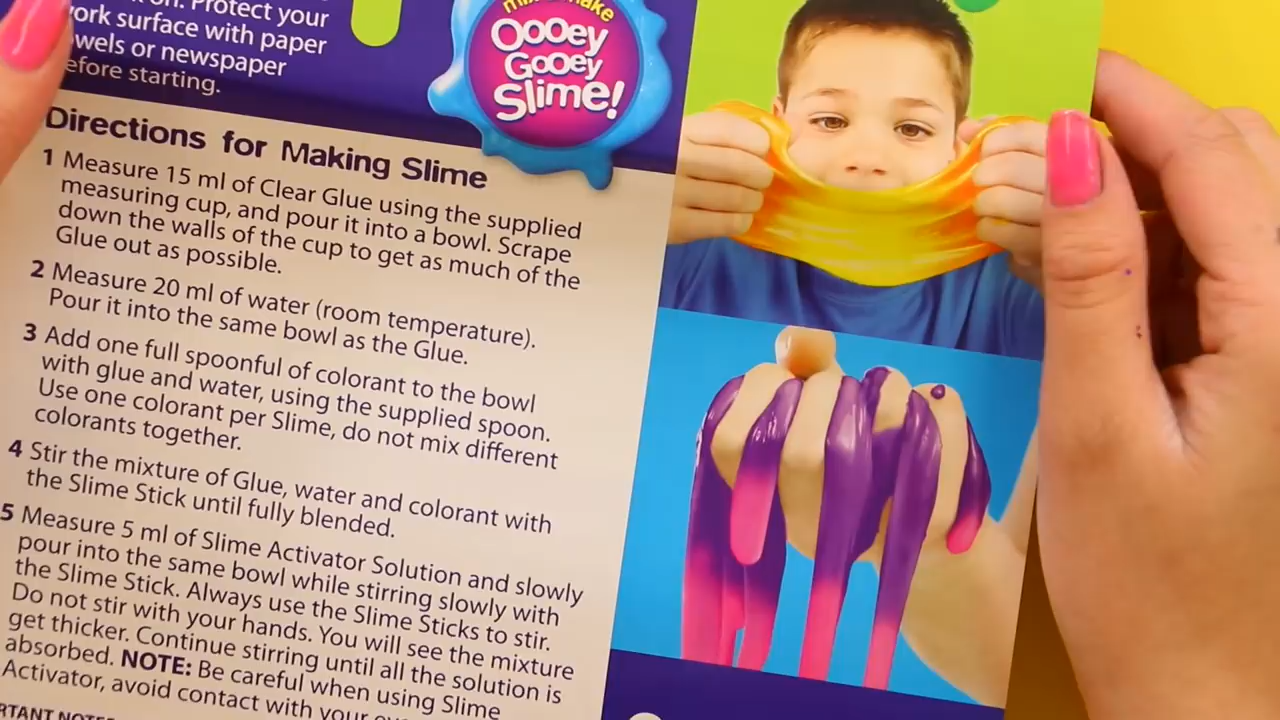 Protect your
work surface with paper
towels or newspaper
before starting.
make
Oooey
Gooey
Slime!
Directions for Making Slime
1 Measure 15 ml of Clear Glue using the supplied
measuring cup, and pour it into a bowl. Scrape
down the walls of the cup to get as much of the
Glue out as possible.
2 Measure 20 ml of water (room temperature).
Pour it into the same bowl as the Glue.
3 Add one full spoonful of colorant to the bowl
with glue and water, using the supplied spoon.
Use one colorant per Slime, do not mix different
colorants together.
4 Stir the mixture of Glue, water and colorant with
the Slime Stick until fully blended.
5 Measure 5 ml of Slime Activator Solution and slowly
pour into the same bowl while stirring slowly with
the Slime Stick. Always use the Slime Sticks to stir.
Do not stir with your hands. You will see the mixture
get thicker. Continue stirring until all the solution is
absorbed. NOTE: Be careful when using Slime
Activator, avoid contact with your